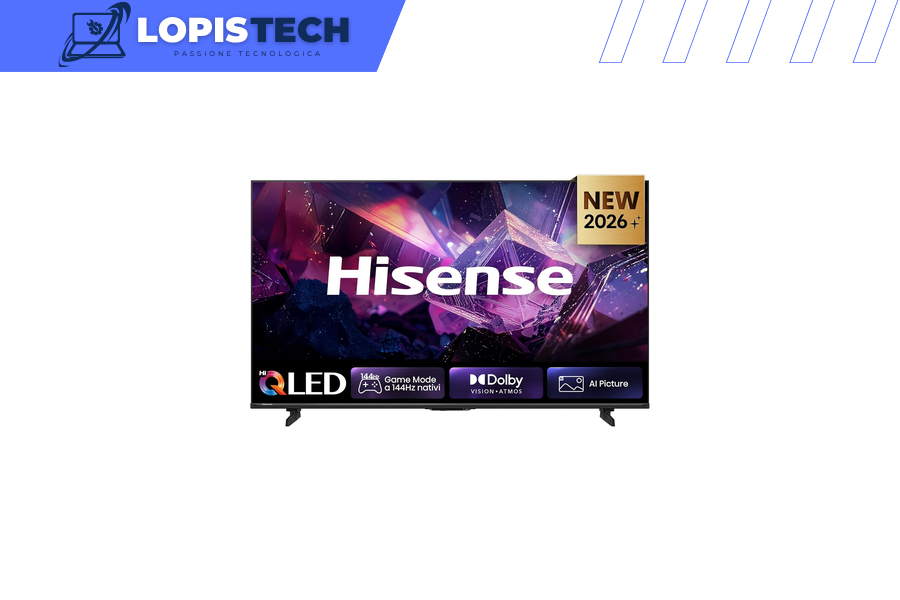 LOPISTECH
PASSIONE TECNOLOGICA
NEW
2026
Hisense
Hi
QLED
144Hz
Game Mode
a 144Hz nativi
Dolby
VISION•ATMOS
AI Picture